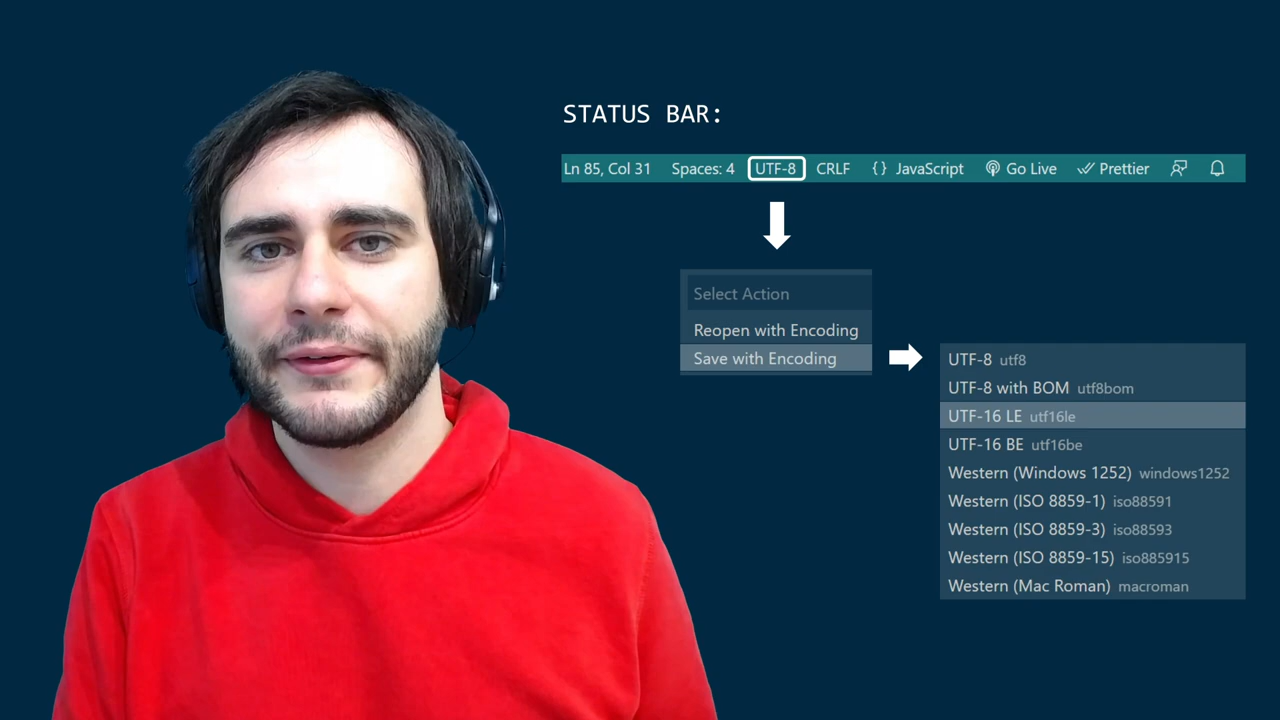 STATUS BAR:
Ln 85, Col 31 Spaces: 4 UTF-8 CRLF {} JavaScript Go Live Prettier
Select Action
Reopen with Encoding
Save with Encoding
UTF-8 utf8
UTF-8 with BOM utf8bom
UTF-16 LE utf16le
UTF-16 BE utf16be
Western (Windows 1252) windows1252
Western (ISO 8859-1) iso88591
Western (ISO 8859-3) iso88593
Western (ISO 8859-15) iso885915
Western (Mac Roman) macroman